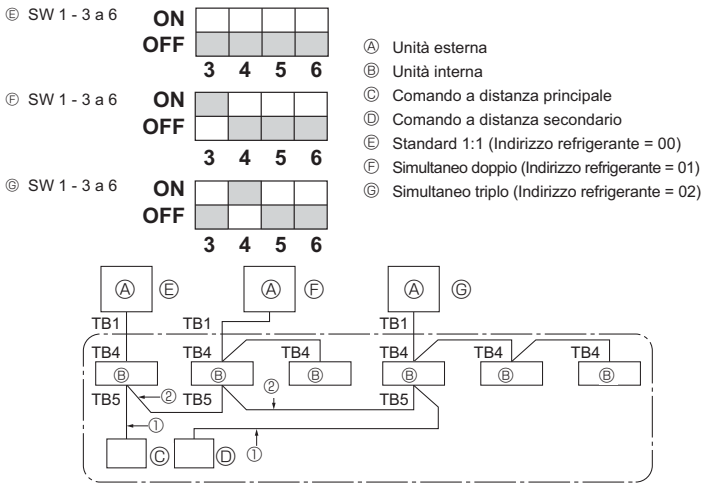 Ⓔ SW 1 - 3 a 6
ON
OFF
3 4 5 6
Ⓕ SW 1 - 3 a 6
ON
OFF
3 4 5 6
Ⓖ SW 1 - 3 a 6
ON
OFF
3 4 5 6
Ⓐ Unità esterna
Ⓑ Unità interna
Ⓒ Comando a distanza principale
Ⓓ Comando a distanza secondario
Ⓔ Standard 1:1 (Indirizzo refrigerante = 00)
Ⓕ Simultaneo doppio (Indirizzo refrigerante = 01)
Ⓖ Simultaneo triplo (Indirizzo refrigerante = 02)
Ⓐ Ⓔ Ⓐ Ⓕ Ⓐ Ⓖ
TB1 TB1 TB1
TB4 TB4 TB4 TB4 TB4 TB4
Ⓑ Ⓑ Ⓑ Ⓑ Ⓑ Ⓑ
TB5 ② TB5 ② TB5
① ①
Ⓒ Ⓓ